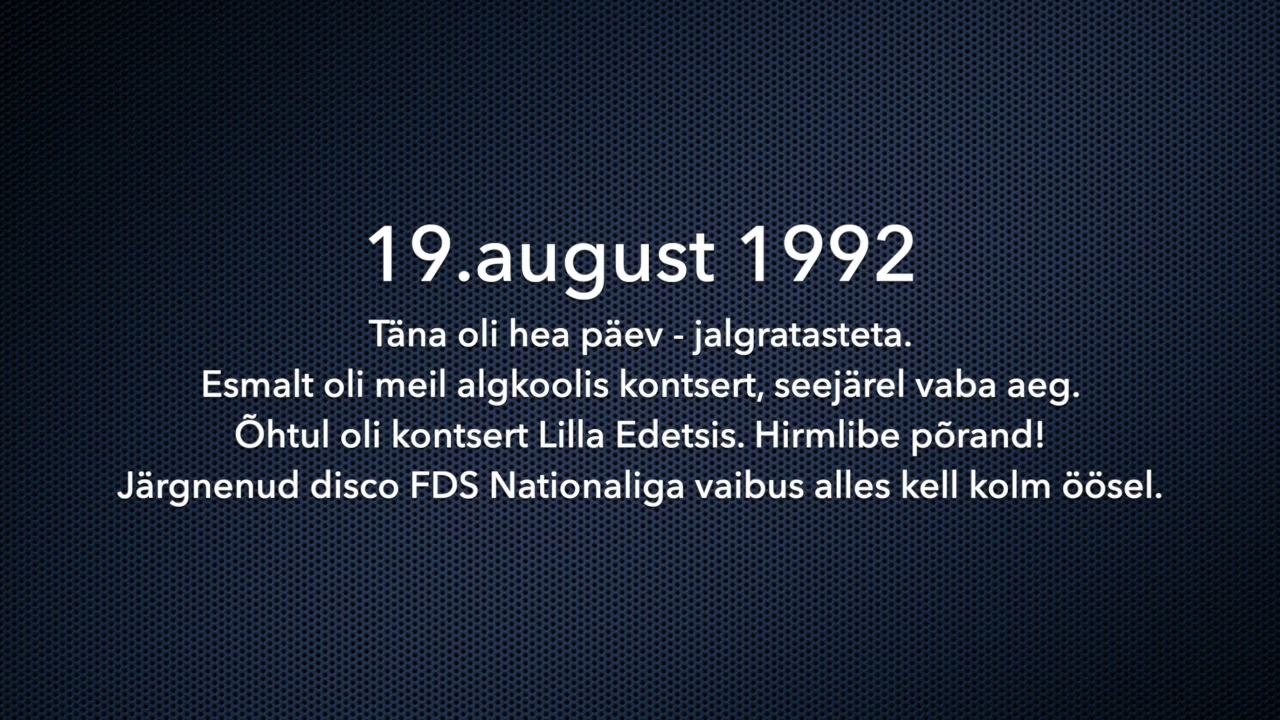 19.august 1992
Täna oli hea päev - jalgratasteta.
Esmalt oli meil algkoolis kontsert, seejärel vaba aeg.
Õhtul oli kontsert Lilla Edetsis. Hirmlibe põrand!
Järgnenud disco FDS Nationaliga vaibus alles kell kolm öösel.